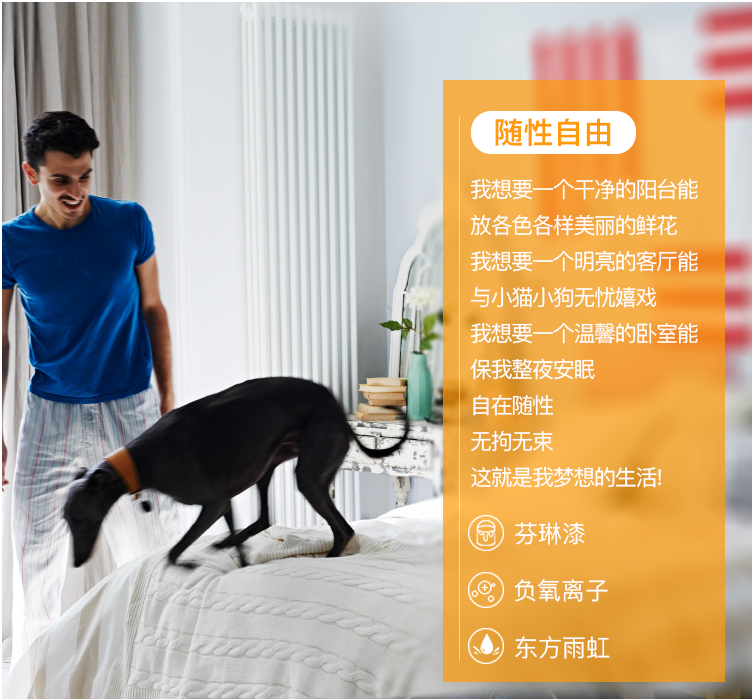 随性自由
我想要一个干净的阳台能
放各色各样美丽的鲜花
我想要一个明亮的客厅能
与小猫小狗无忧嬉戏
我想要一个温馨的卧室能
保我整夜安眠
自在随性
无拘无束
这就是我梦想的生活!
芬琳漆
负氧离子
东方雨虹